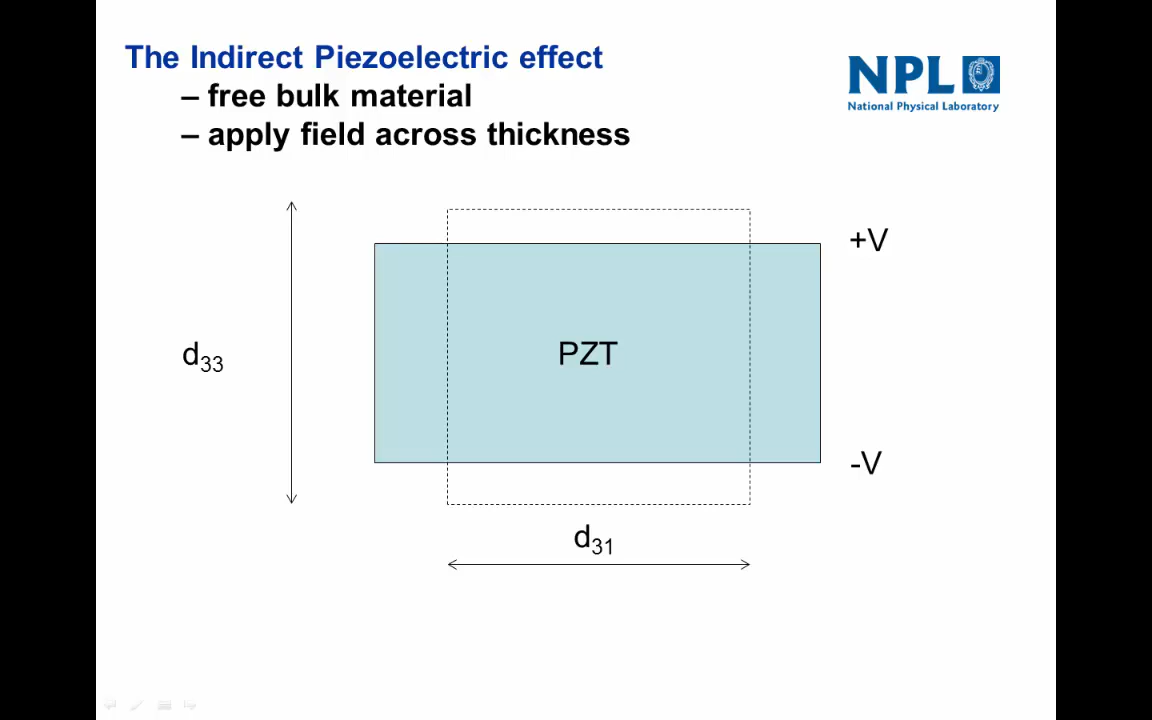 The Indirect Piezoelectric effect
– free bulk material
– apply field across thickness
NPL
National Physical Laboratory
+V
d33
PZT
-V
d31